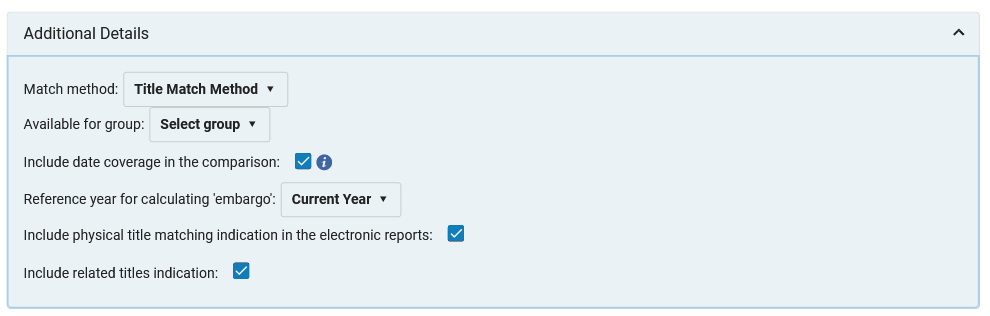 Additional Details
Match method: Title Match Method
Available for group: Select group
Include date coverage in the comparison:
Reference year for calculating 'embargo': Current Year
Include physical title matching indication in the electronic reports:
Include related titles indication: